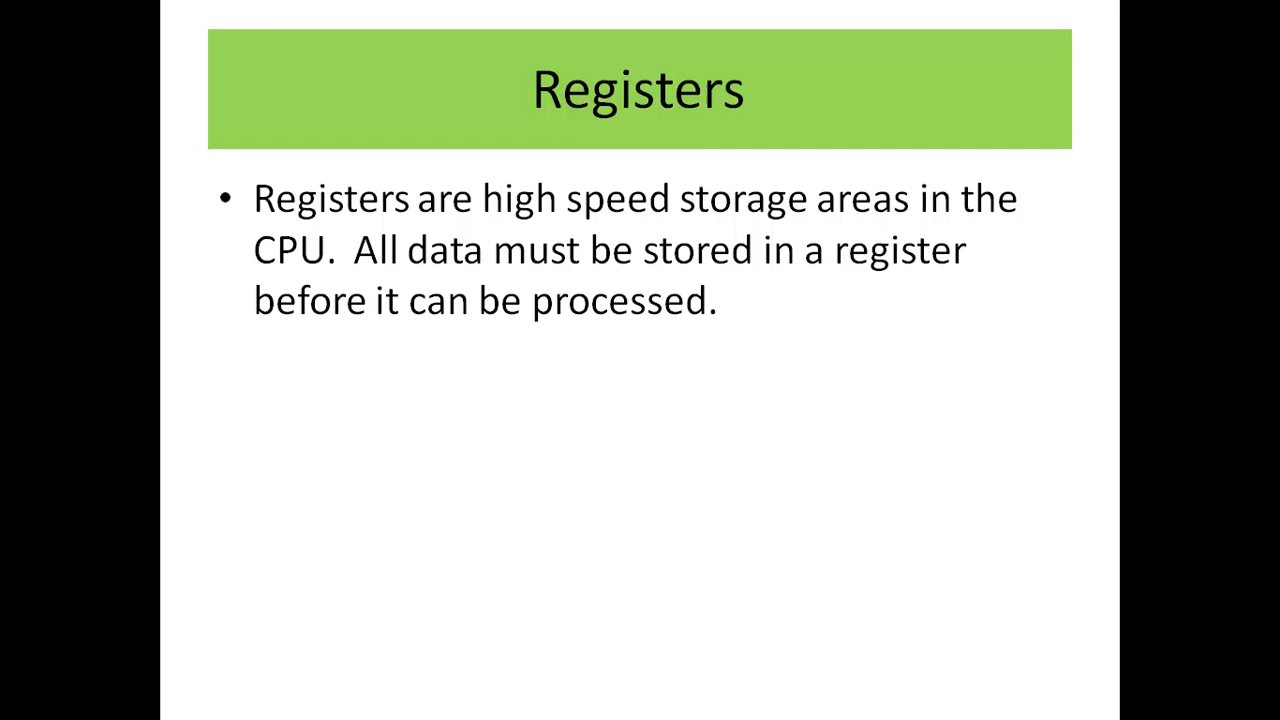 Registers
• Registers are high speed storage areas in the
CPU.  All data must be stored in a register
before it can be processed.